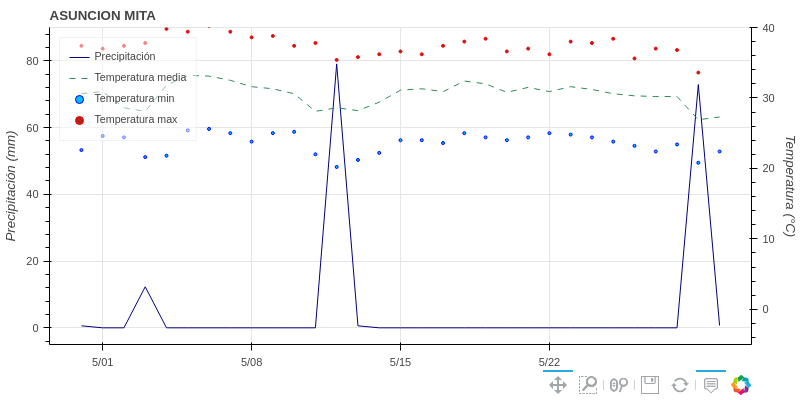 ASUNCION MITA
Precipitación
Temperatura media
Temperatura min
Temperatura max
Precipitación (mm)
80
60
40
20
0
Temperatura (°C)
40
30
20
10
0
5/01
5/08
5/15
5/22